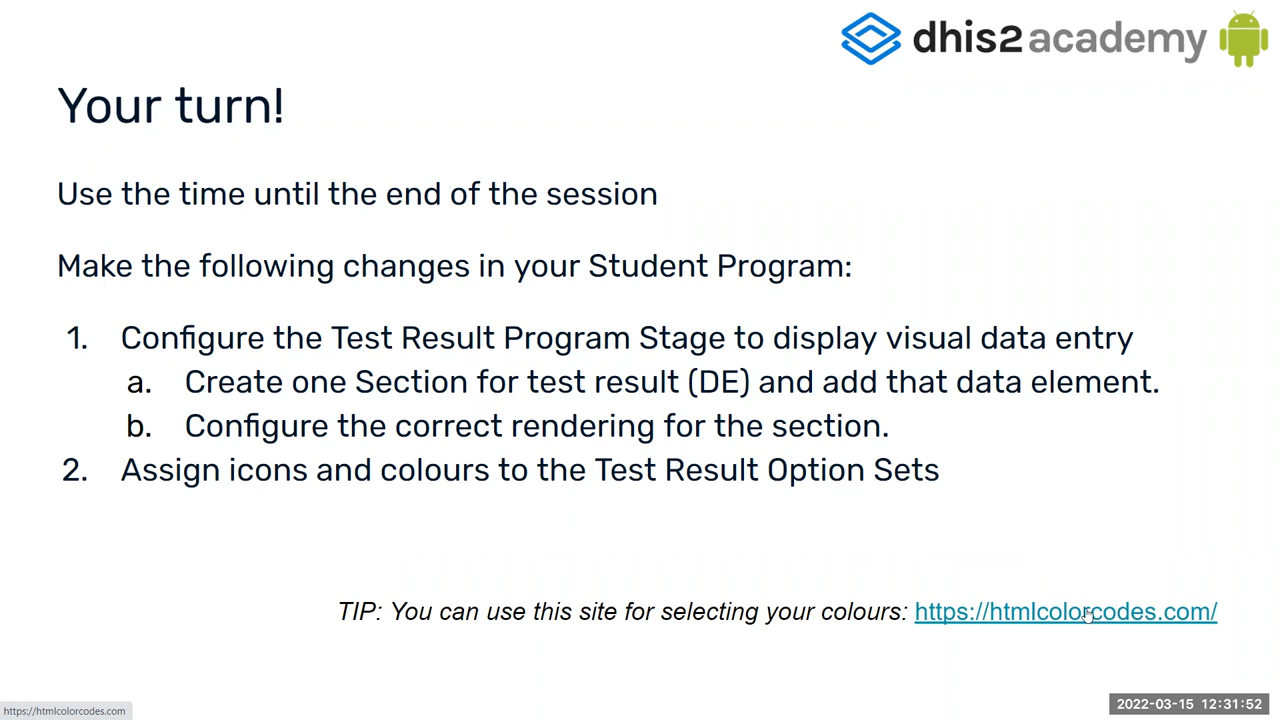 dhis2academy
Your turn!
Use the time until the end of the session
Make the following changes in your Student Program:
1. Configure the Test Result Program Stage to display visual data entry
a. Create one Section for test result (DE) and add that data element.
b. Configure the correct rendering for the section.
2. Assign icons and colours to the Test Result Option Sets
TIP: You can use this site for selecting your colours: https://htmlcolorcodes.com/
https://htmlcolorcodes.com
2022-03-15 12:31:52